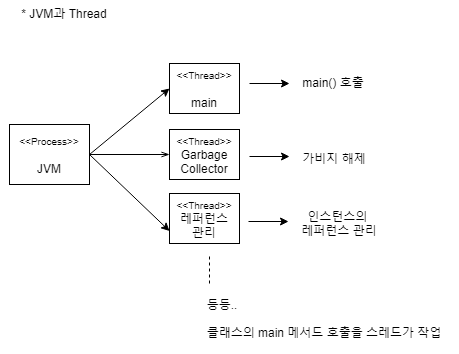 * JVM과 Thread
<<Thread>>
main
main() 호출
<<Process>>
JVM
<<Thread>>
Garbage
Collector
가비지 해제
<<Thread>>
레퍼런스
관리
인스턴스의
레퍼런스 관리
등등..
클래스의 main 메서드 호출을 스레드가 작업